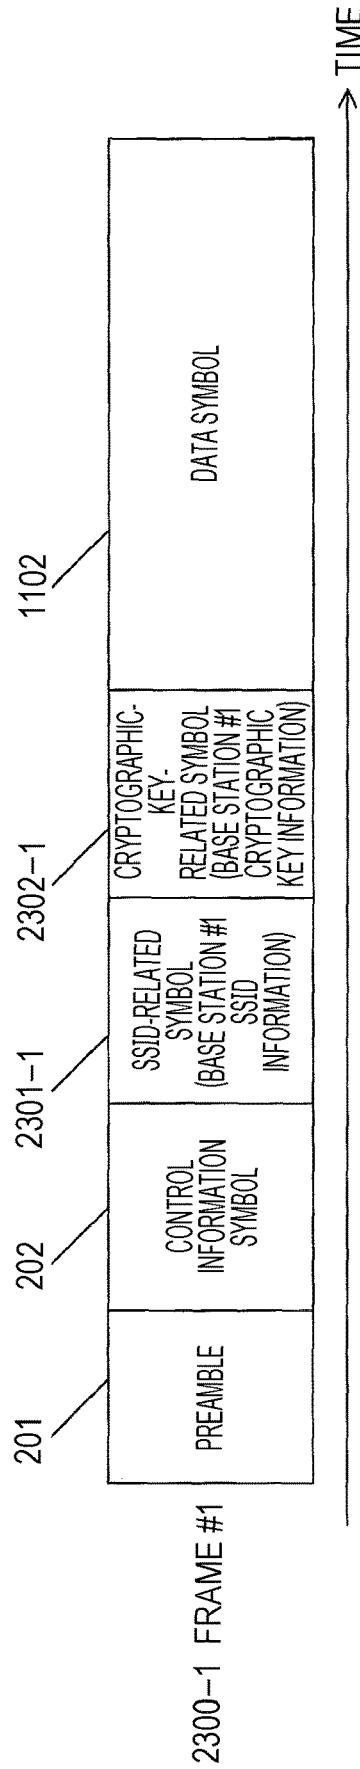 2300-1 FRAME #1
201
PREAMBLE
202
CONTROL
INFORMATION
SYMBOL
2301-1
SSID-RELATED
SYMBOL
(BASE STATION #1
SSID
INFORMATION)
2302-1
CRYPTOGRAPHIC-
KEY-
RELATED SYMBOL
(BASE STATION #1
CRYPTOGRAPHIC
KEY INFORMATION)
1102
DATA SYMBOL
TIME